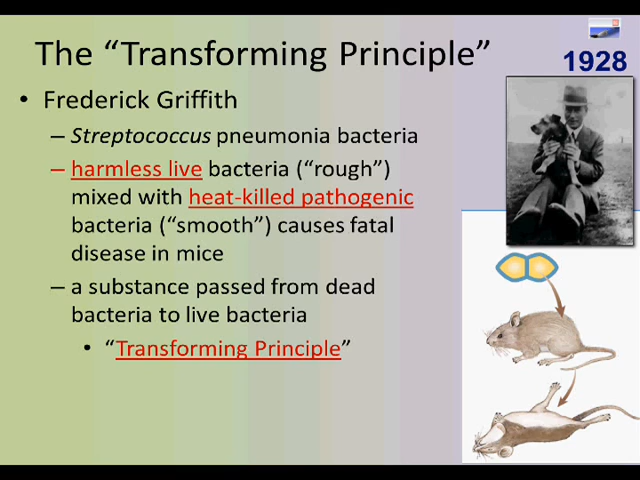 The “Transforming Principle”
1928
• Frederick Griffith
– Streptococcus pneumonia bacteria
– harmless live bacteria (“rough”)
mixed with heat-killed pathogenic
bacteria (“smooth”) causes fatal
disease in mice
– a substance passed from dead
bacteria to live bacteria
• “Transforming Principle”